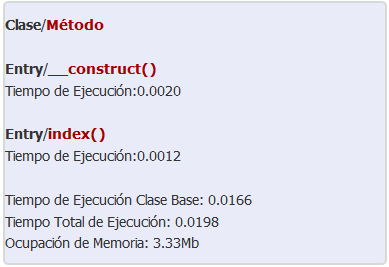 Clase/Método
Entry/__construct()
Tiempo de Ejecución:0.0020
Entry/index()
Tiempo de Ejecución:0.0012
Tiempo de Ejecución Clase Base: 0.0166
Tiempo Total de Ejecución: 0.0198
Ocupación de Memoria: 3.33Mb